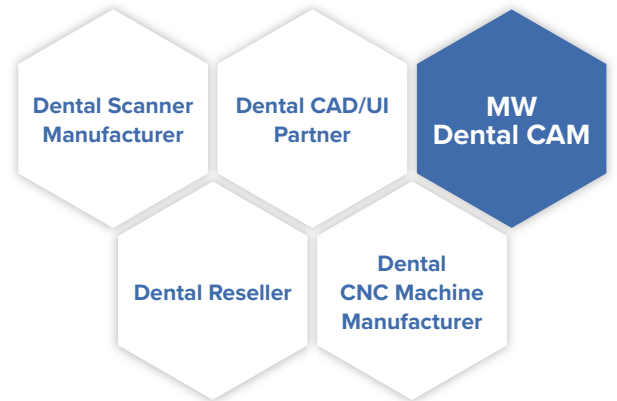 Dental Scanner
Manufacturer
Dental CAD/UI
Partner
MW
Dental CAM
Dental Reseller
Dental
CNC Machine
Manufacturer